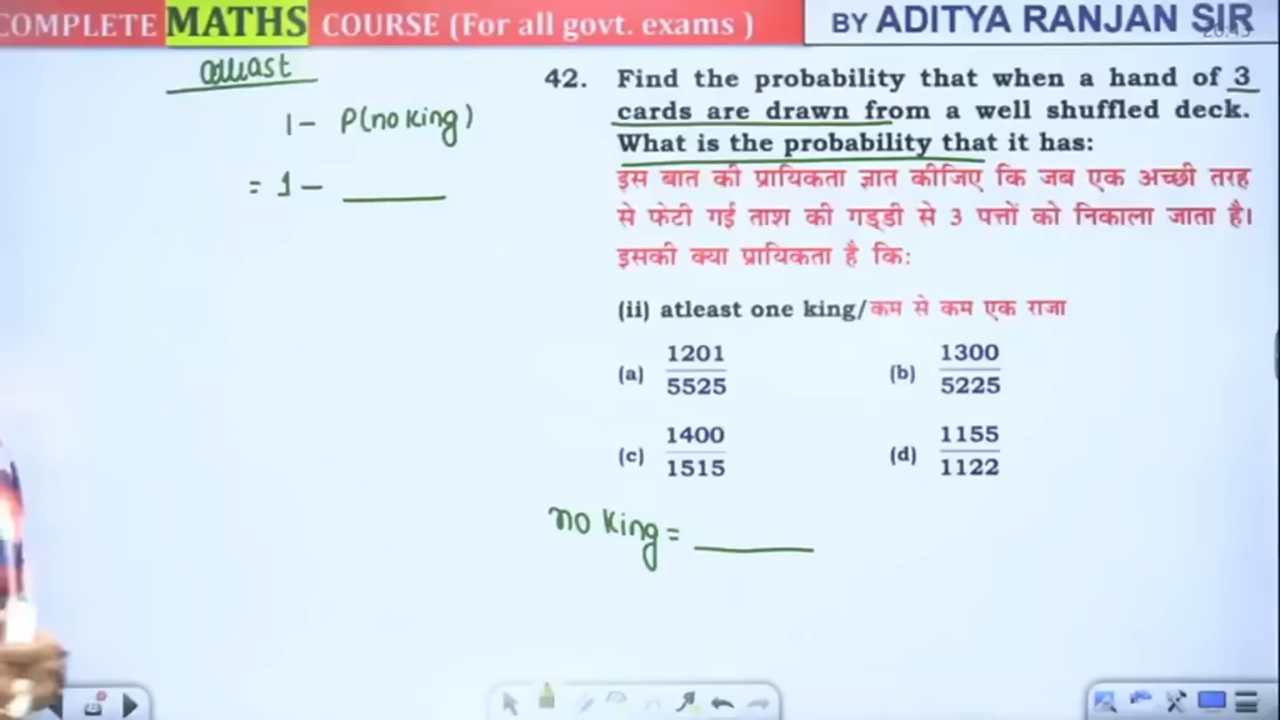 COMPLETE MATHS COURSE (For all govt. exams )
BY ADITYA RANJAN SIR
atleast
1 - P(no king)
= 1 -
42. Find the probability that when a hand of 3
cards are drawn from a well shuffled deck.
What is the probability that it has:
इस बात की प्रायिकता ज्ञात कीजिए कि जब एक अच्छी तरह
से फेटी गई ताश की गड्डी से 3 पत्तों को निकाला जाता है।
इसकी क्या प्रायिकता है कि:
(ii) atleast one king/कम से कम एक राजा
(a) 1201/5525 (b) 1300/5225
(c) 1400/1515 (d) 1155/1122
no king =